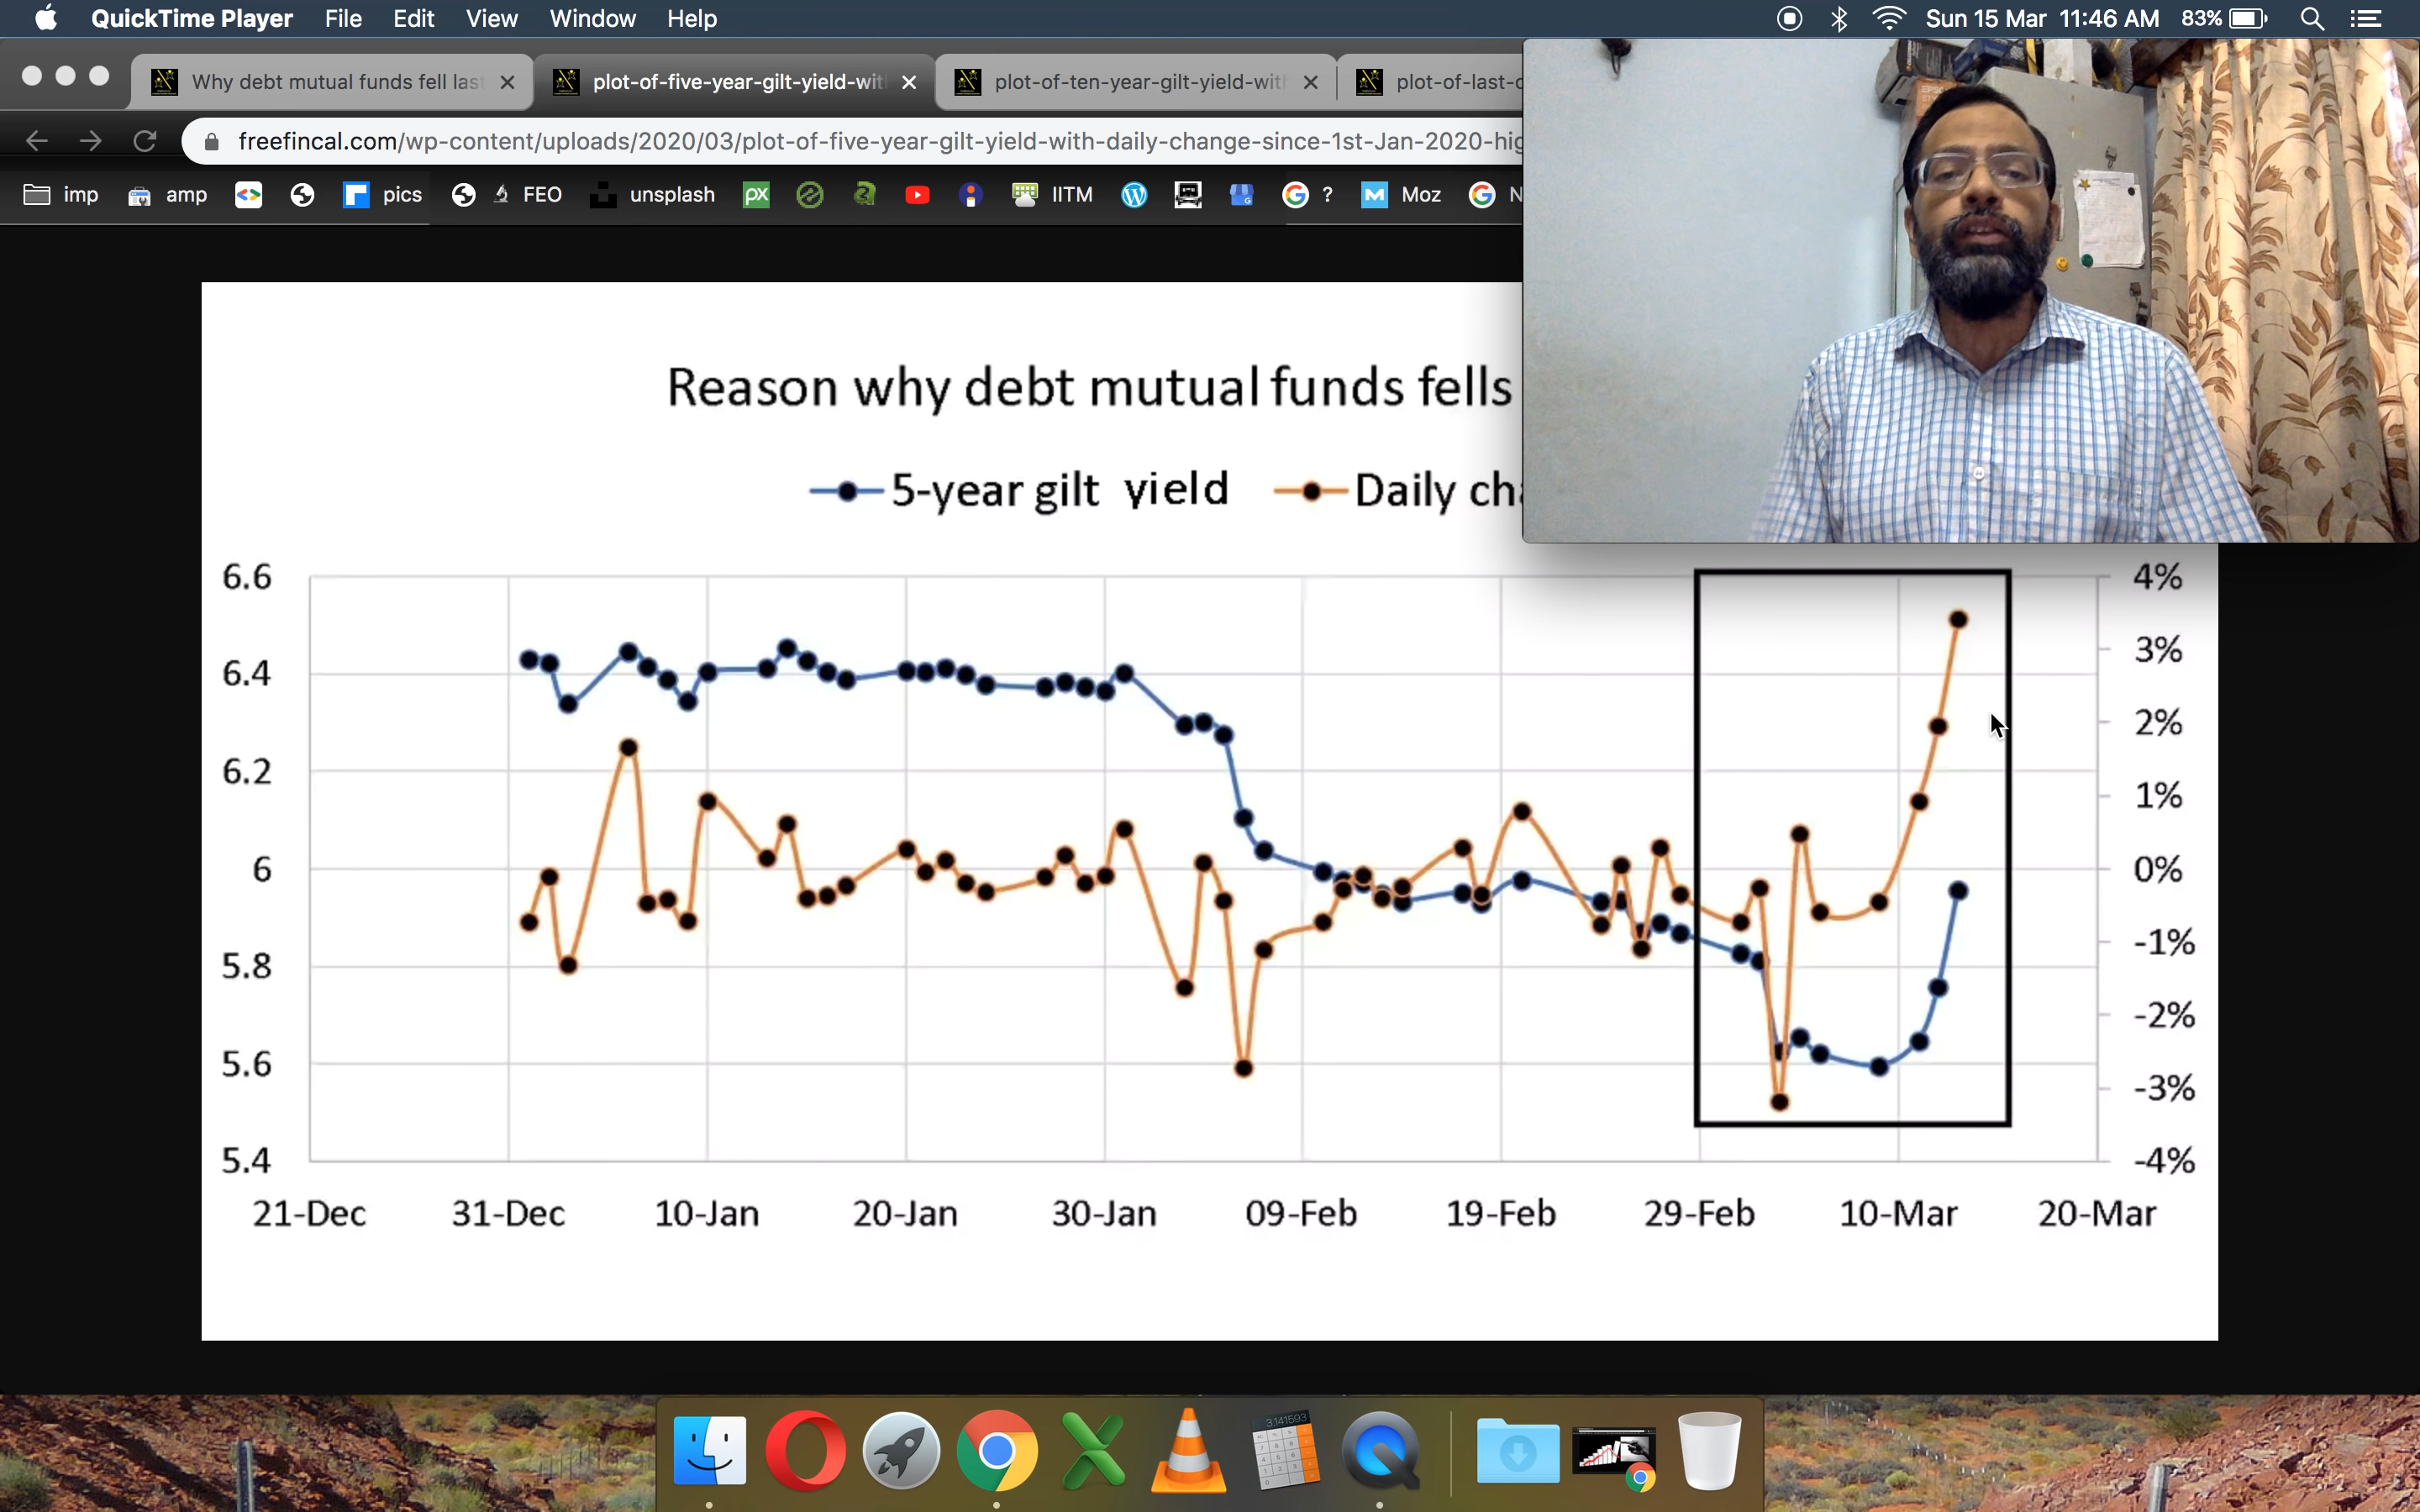 QuickTime Player File Edit View Window Help Sun 15 Mar 11:46 AM 83%
Why debt mutual funds fell las plot-of-five-year-gilt-yield-wit plot-of-ten-year-gilt-yield-wit plot-of-last-c
freefincal.com/wp-content/uploads/2020/03/plot-of-five-year-gilt-yield-with-daily-change-since-1st-Jan-2020-hig
imp amp pics FEO unsplash px IITM ? Moz N
Reason why debt mutual funds fells
5-year gilt yield Daily cha
6.6 4%
3%
6.4
2%
6.2
1%
6 0%
-1%
5.8
-2%
5.6
-3%
5.4 -4%
21-Dec 31-Dec 10-Jan 20-Jan 30-Jan 09-Feb 19-Feb 29-Feb 10-Mar 20-Mar
3.141593